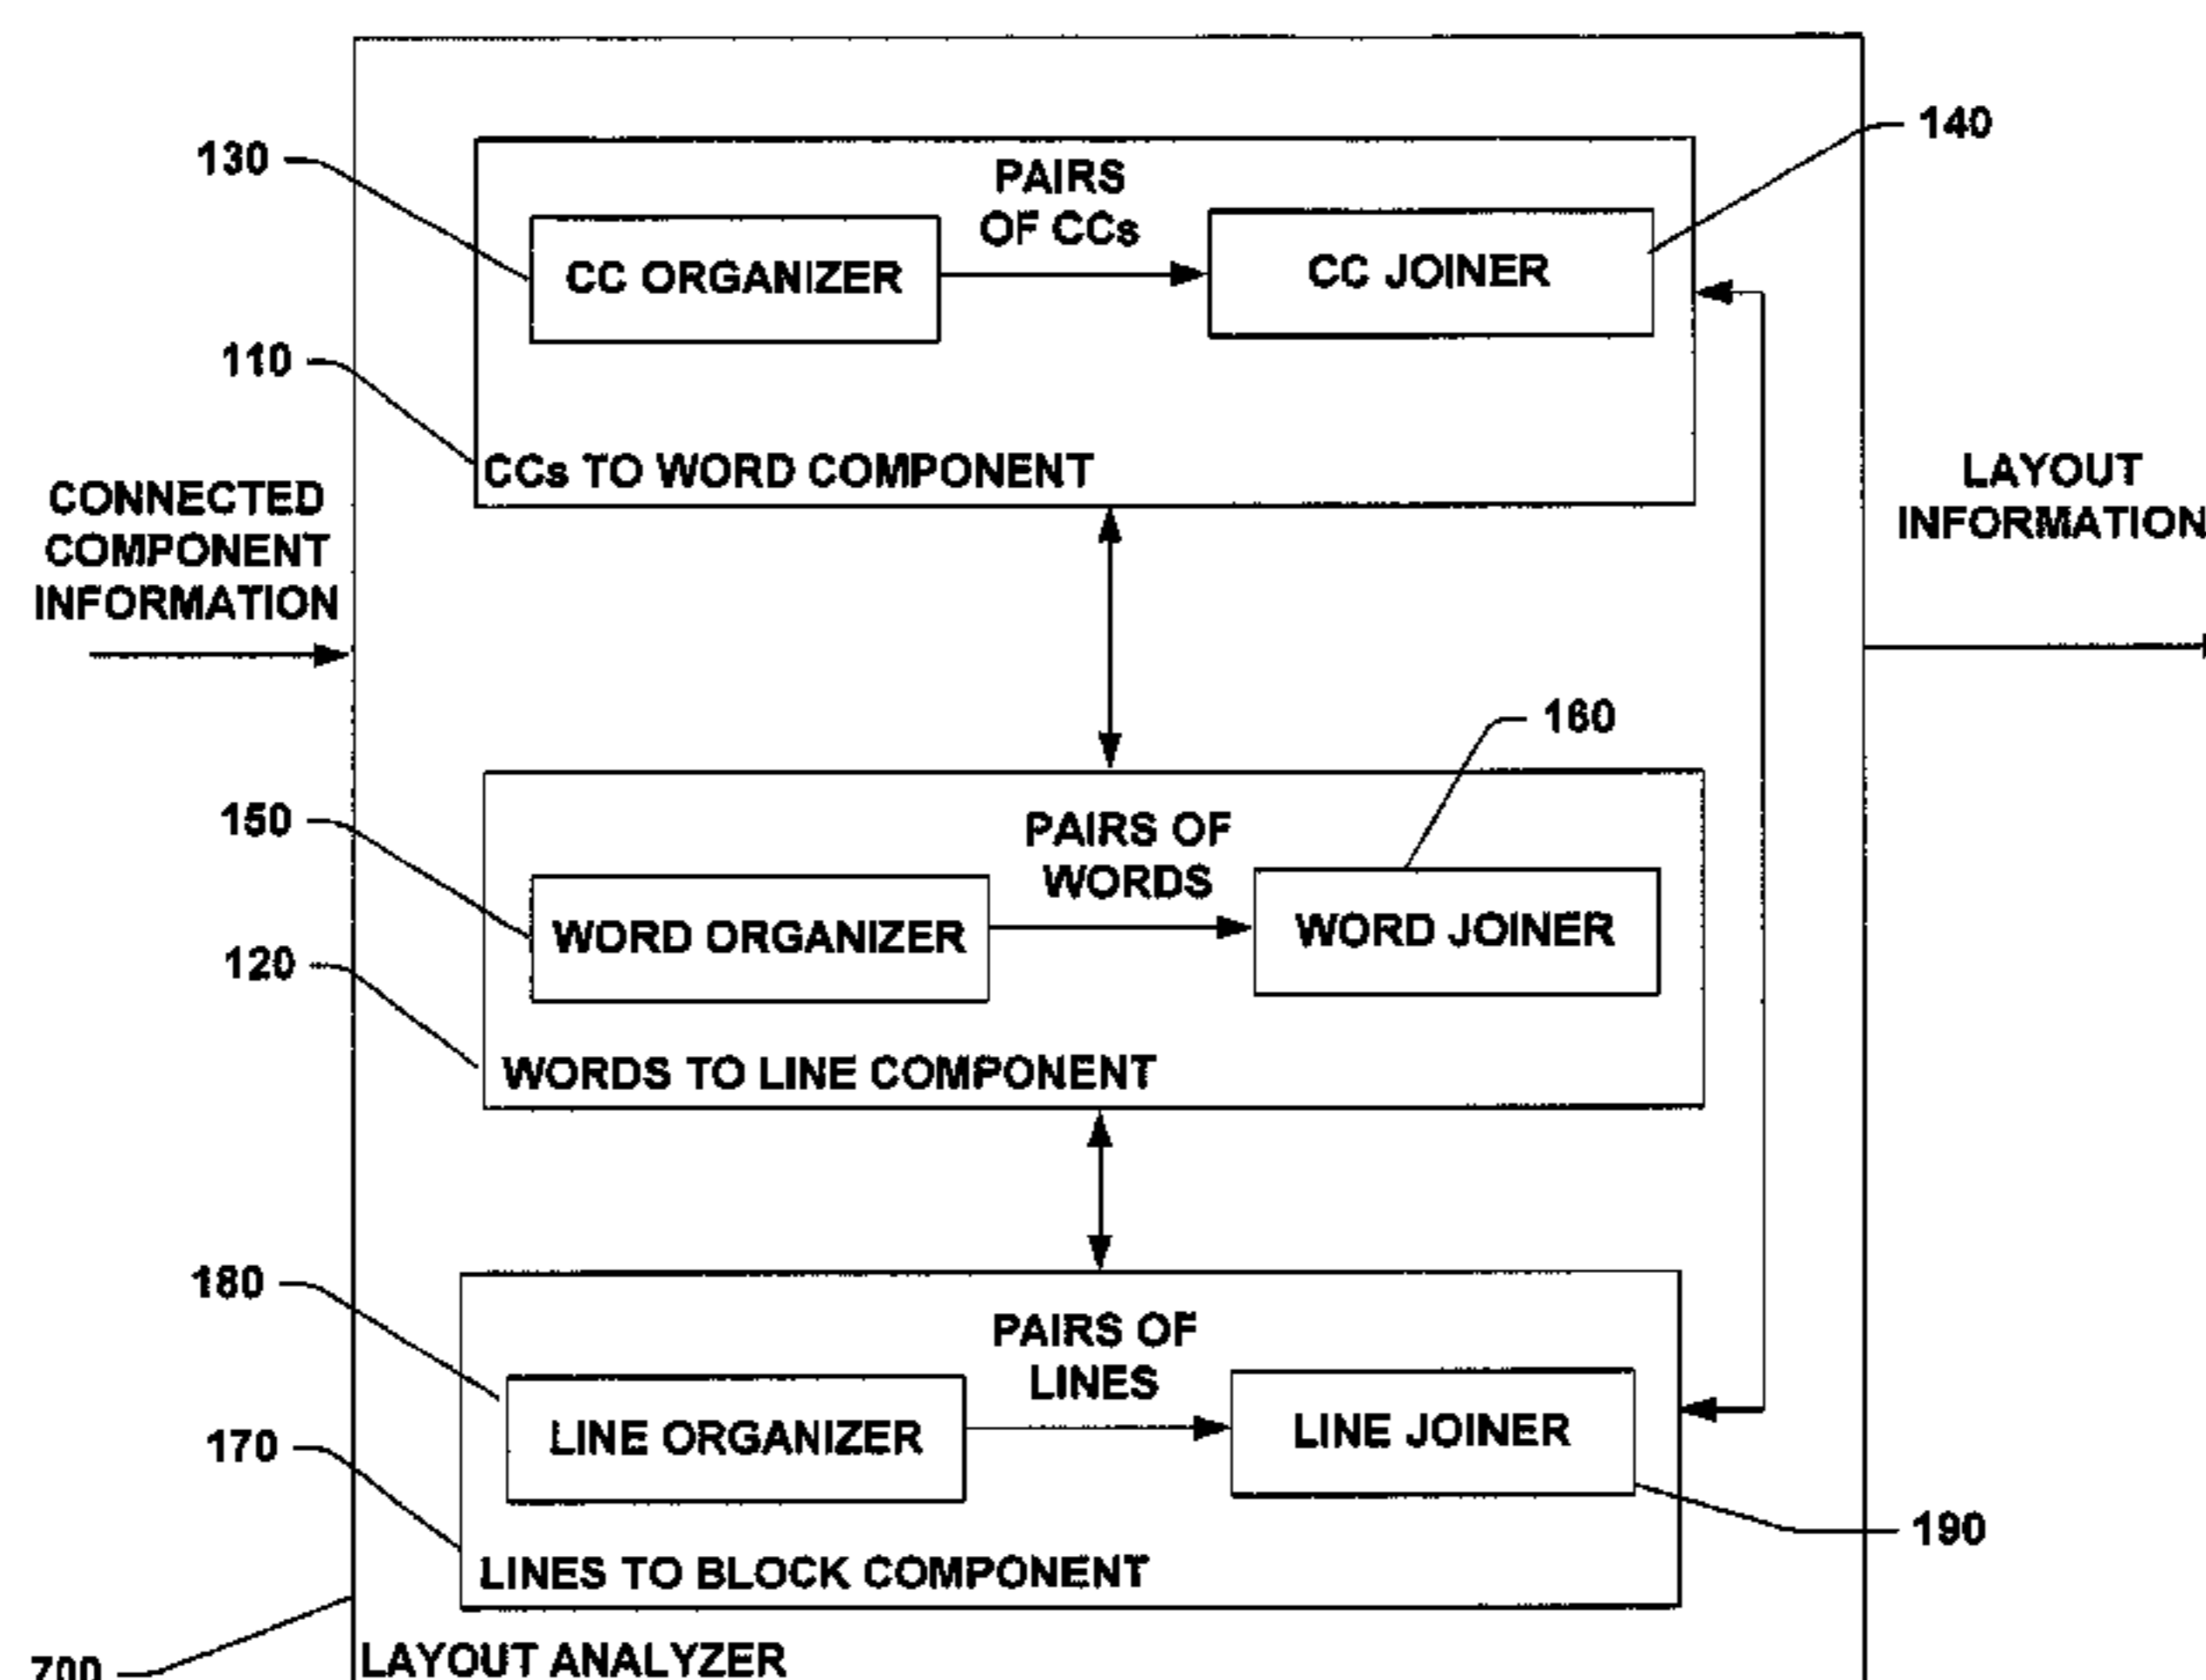 130
PAIRS
OF CCs
140
CC ORGANIZER
CC JOINER
110
CCs TO WORD COMPONENT
CONNECTED
COMPONENT
INFORMATION
LAYOUT
INFORMATION
160
150
PAIRS OF
WORDS
WORD ORGANIZER
WORD JOINER
120
WORDS TO LINE COMPONENT
180
PAIRS OF
LINES
LINE ORGANIZER
LINE JOINER
170
190
LINES TO BLOCK COMPONENT
700
LAYOUT ANALYZER